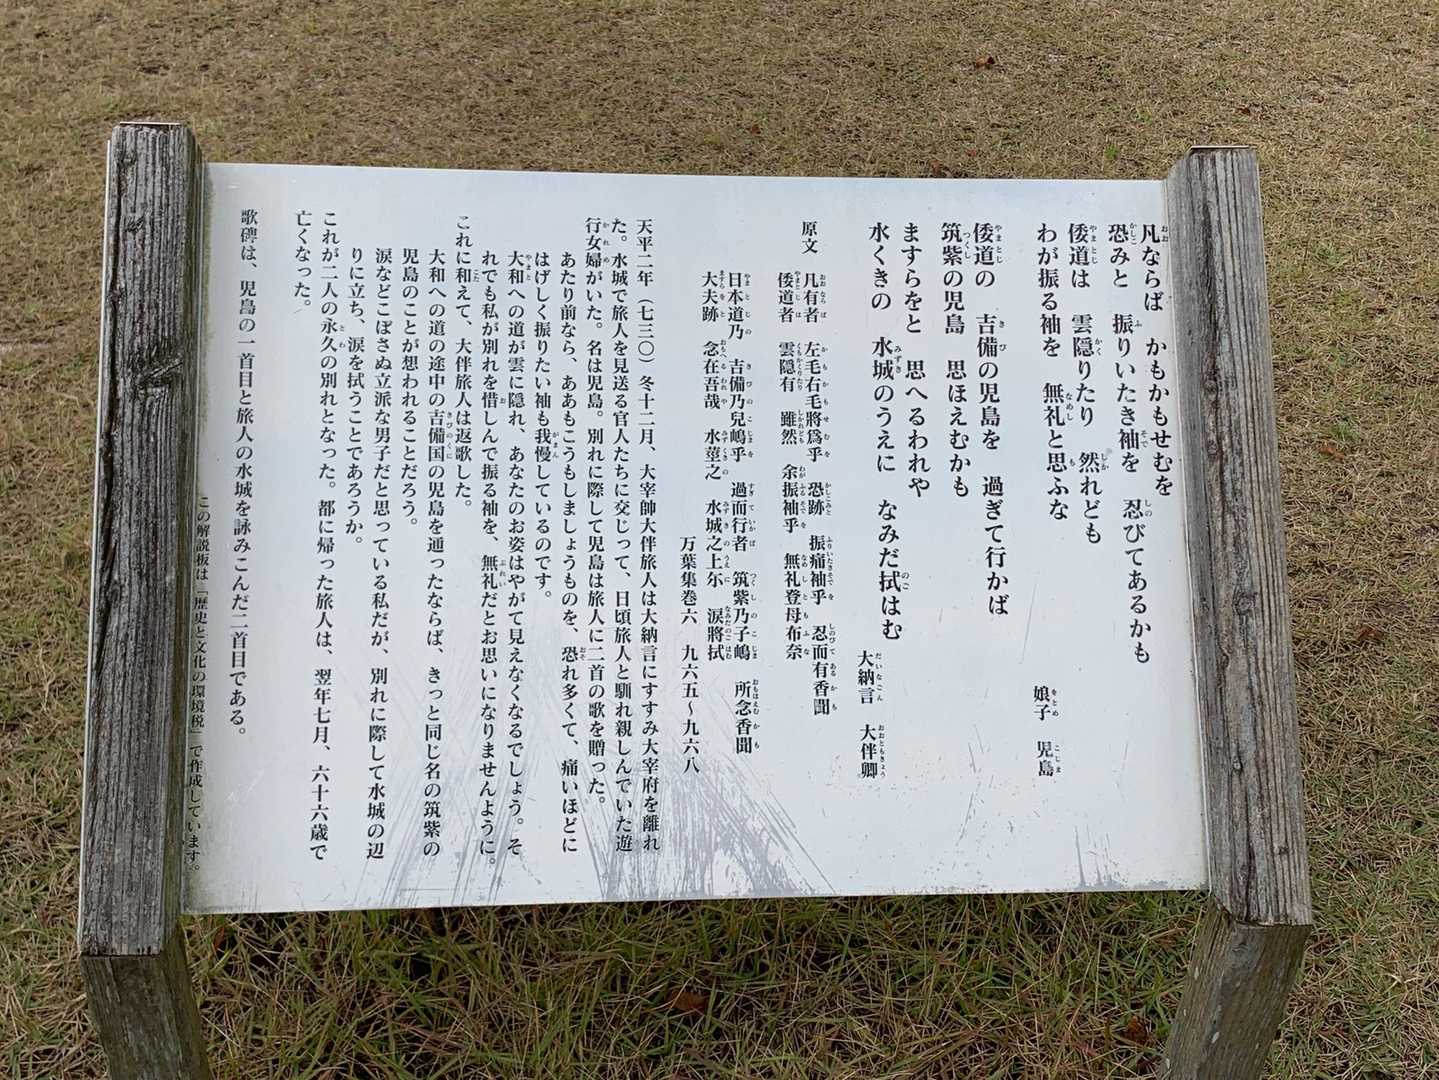 凡ならば　かもかもせむを
恐みと　振りいたき袖を　忍びてあるかも
倭道は　雲隠りたり　然れども
わが振る袖を　無礼と思ふな
娘子　児島
倭道の　吉備の児島を　過ぎて行かば
筑紫の児島　思ほえむかも
ますらをと　思へるわれや
水くきの　水城のうえに　なみだ拭はむ
大納言　大伴卿
原文
凡有者　左毛右毛將爲乎　恐跡　振痛袖乎　忍而有香聞
倭道者　雲隠有　雖然　余振袖乎　無礼登母布奈
日本道乃　吉備乃兒嶋乎　過而行者　筑紫乃子嶋　所念香聞
大夫跡　念在吾哉　水莖之　水城之上尓　涙將拭
万葉集巻六　九六五〜九六八
天平二年（七三〇）冬十二月、大宰帥大伴旅人は大納言にすすみ大宰府を離れ
た。水城で旅人を見送る官人たちに交じって、日頃旅人と馴れ親しんでいた遊
行女婦がいた。名は児島。別れに際して児島は旅人に二首の歌を贈った。
あたり前なら、ああもこうもしましょうものを、恐れ多くて、痛いほどに
はげしく振りたい袖も我慢しているのです。
大和への道が雲に隠れ、あなたのお姿はやがて見えなくなるでしょう。そ
れでも私が別れを惜しんで振る袖を、無礼だとお思いになりませんように。
これに和えて、大伴旅人は返歌した。
大和への道の途中の吉備国の児島を通ったならば、きっと同じ名の筑紫の
児島のことが想われることだろう。
涙などこぼさぬ立派な男子だと思っている私だが、別れに際して水城の辺
りに立ち、涙を拭うことであろうか。
これが二人の永久の別れとなった。都に帰った旅人は、翌年七月、六十六歳で
亡くなった。
歌碑は、児島の一首目と旅人の水城を詠みこんだ二首目である。
この解説板は「歴史と文化の環境税」で作成しています。